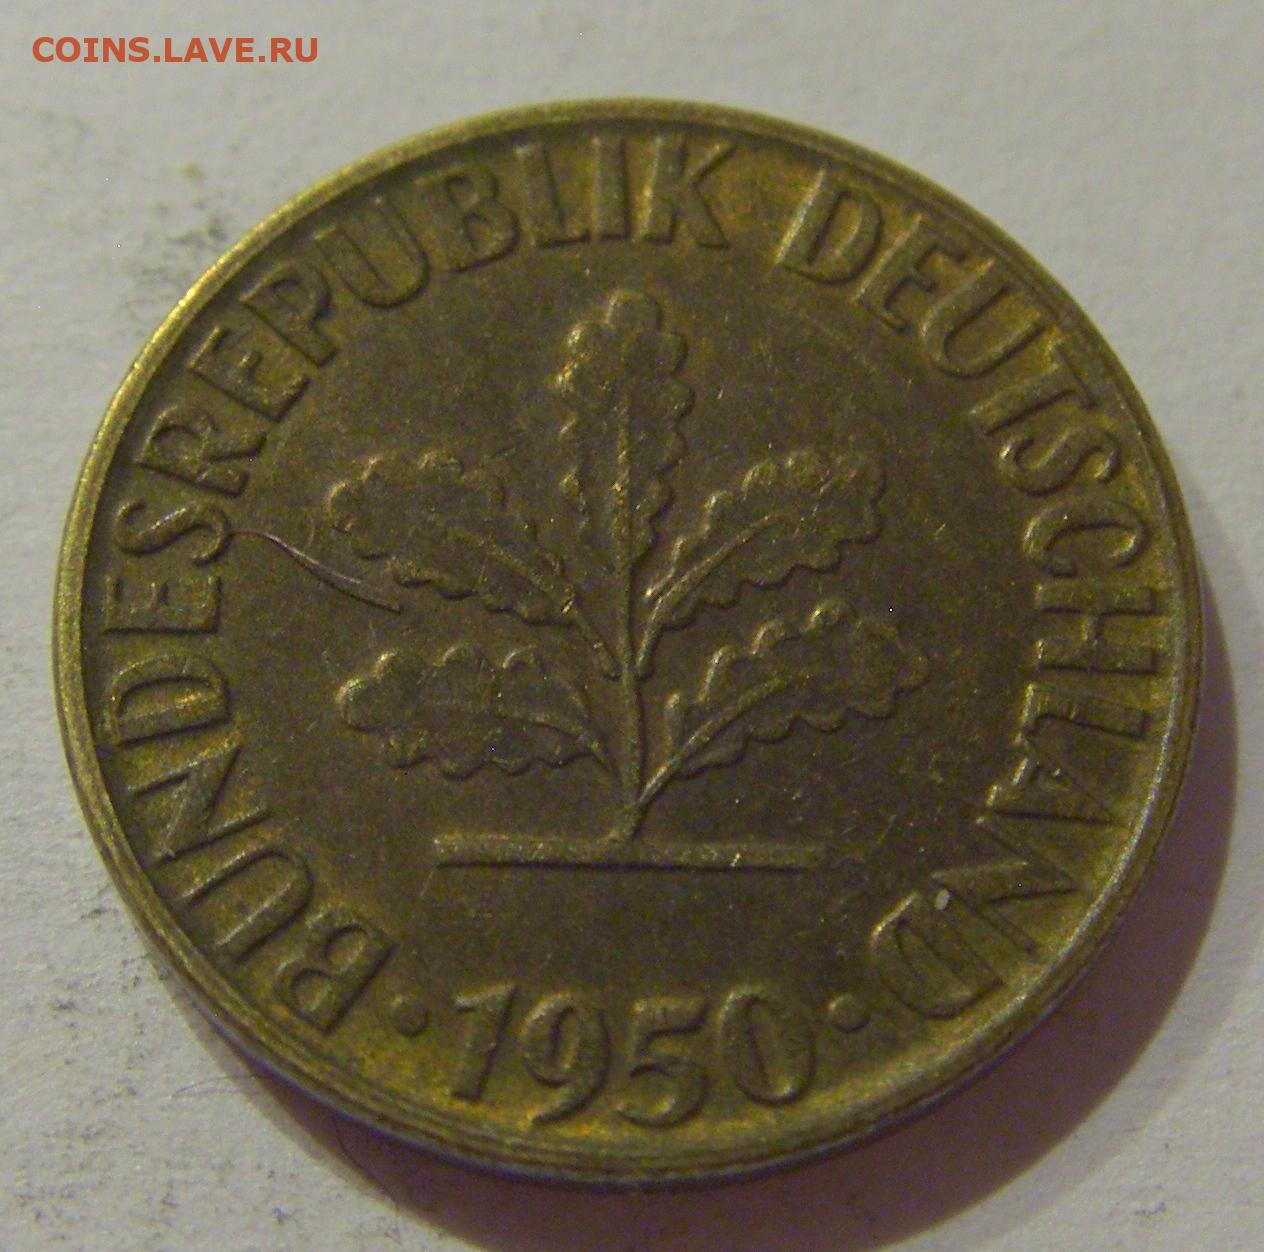 COINS.LAVE.RU
BUNDESREPUBLIK DEUTSCHLAND
· 1950 ·